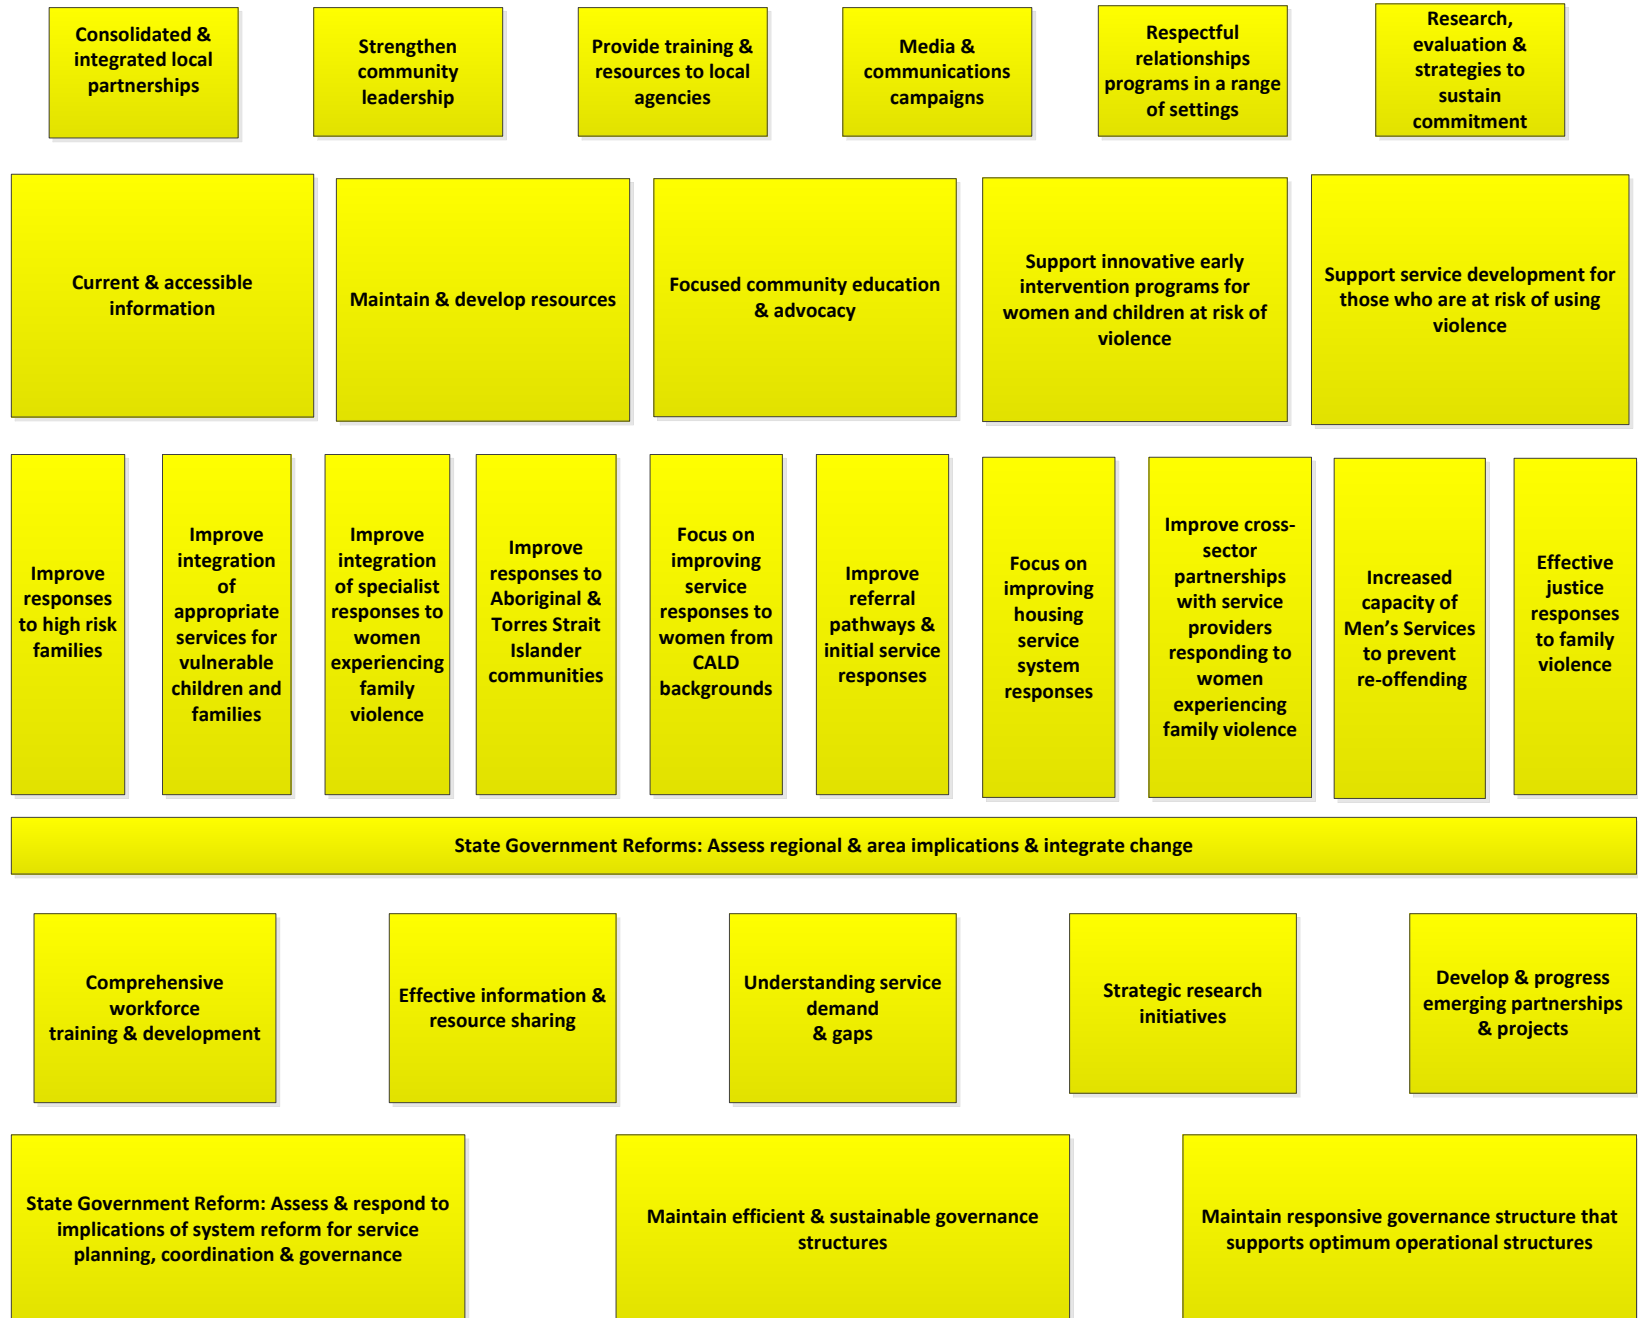 Consolidated &
integrated local
partnerships
Strengthen
community
leadership
Provide training &
resources to local
agencies
Media &
communications
campaigns
Respectful
relationships
programs in a range
of settings
Research,
evaluation &
strategies to
sustain
commitment
Current & accessible
information
Maintain & develop resources
Focused community education
& advocacy
Support innovative early
intervention programs for
women and children at risk of
violence
Support service development for
those who are at risk of using
violence
Improve
responses
to high risk
families
Improve
integration
of
appropriate
services for
vulnerable
children and
families
Improve
integration
of specialist
responses to
women
experiencing
family
violence
Improve
responses to
Aboriginal &
Torres Strait
Islander
communities
Focus on
improving
service
responses to
women from
CALD
backgrounds
Improve
referral
pathways &
initial service
responses
Focus on
improving
housing
service
system
responses
Improve cross-
sector
partnerships
with service
providers
responding to
women
experiencing
family violence
Increased
capacity of
Men's Services
to prevent
re-offending
Effective
justice
responses
to family
violence
State Government Reforms: Assess regional & area implications & integrate change
Comprehensive
workforce
training & development
Effective information &
resource sharing
Understanding service
demand
& gaps
Strategic research
initiatives
Develop & progress
emerging partnerships
& projects
State Government Reform: Assess & respond to
implications of system reform for service
planning, coordination & governance
Maintain efficient & sustainable governance
structures
Maintain responsive governance structure that
supports optimum operational structures